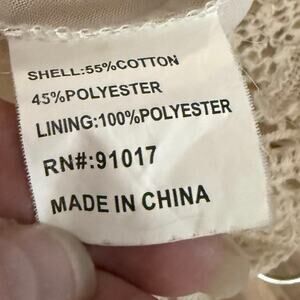 SHELL:55%COTTON
45%POLYESTER
LINING:100%POLYESTER
RN#:91017
MADE IN CHINA